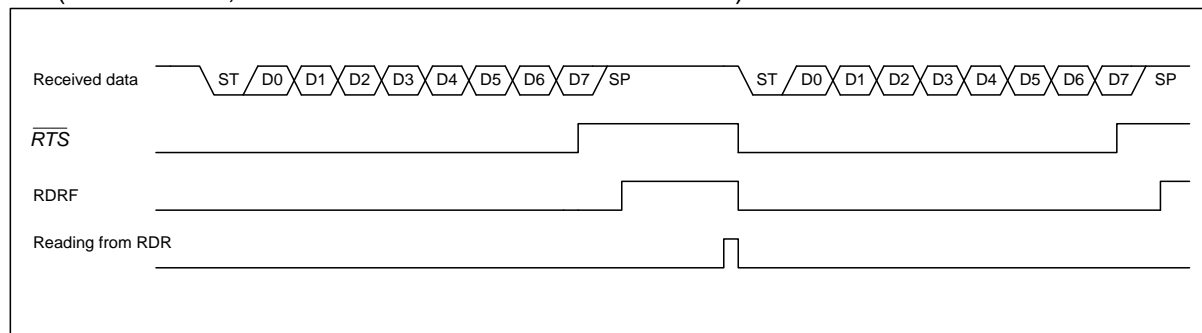 Received data ST D0 D1 D2 D3 D4 D5 D6 D7 SP ST D0 D1 D2 D3 D4 D5 D6 D7 SP
RTS
RDRF
Reading from RDR